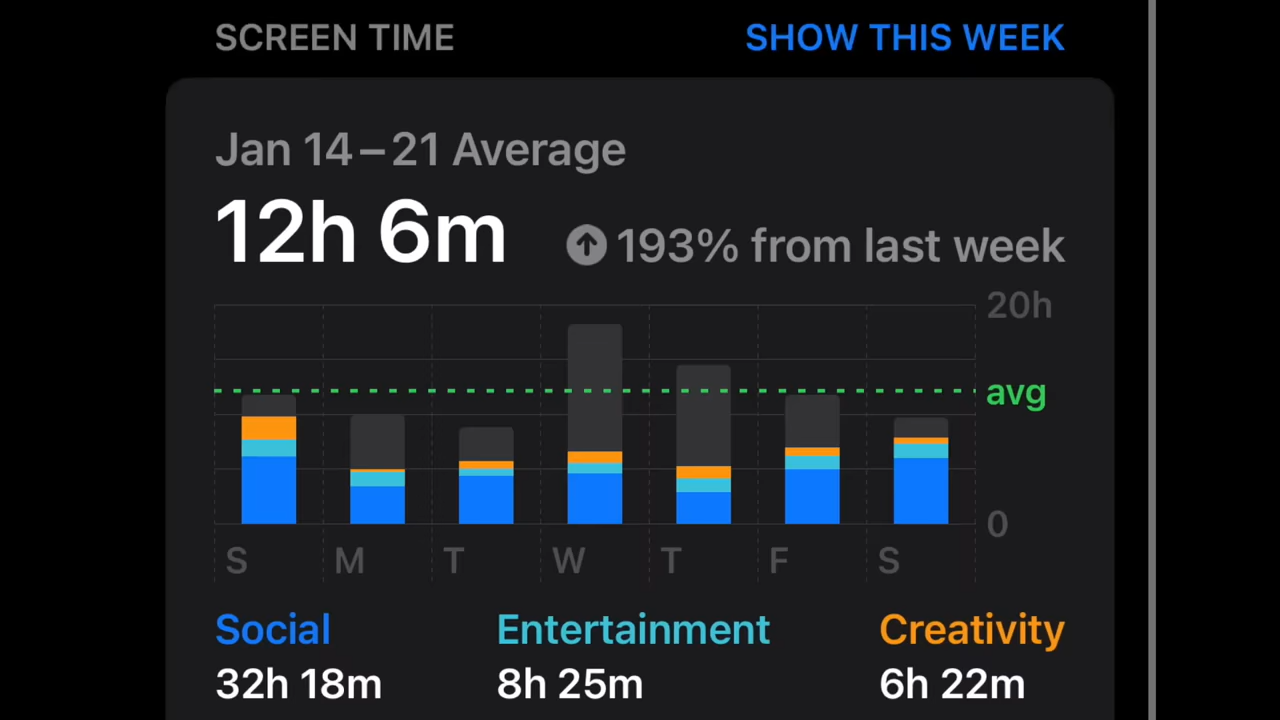 SCREEN TIME SHOW THIS WEEK
Jan 14 – 21 Average
12h 6m 193% from last week
20h
avg
0
S M T W T F S
Social Entertainment Creativity
32h 18m 8h 25m 6h 22m